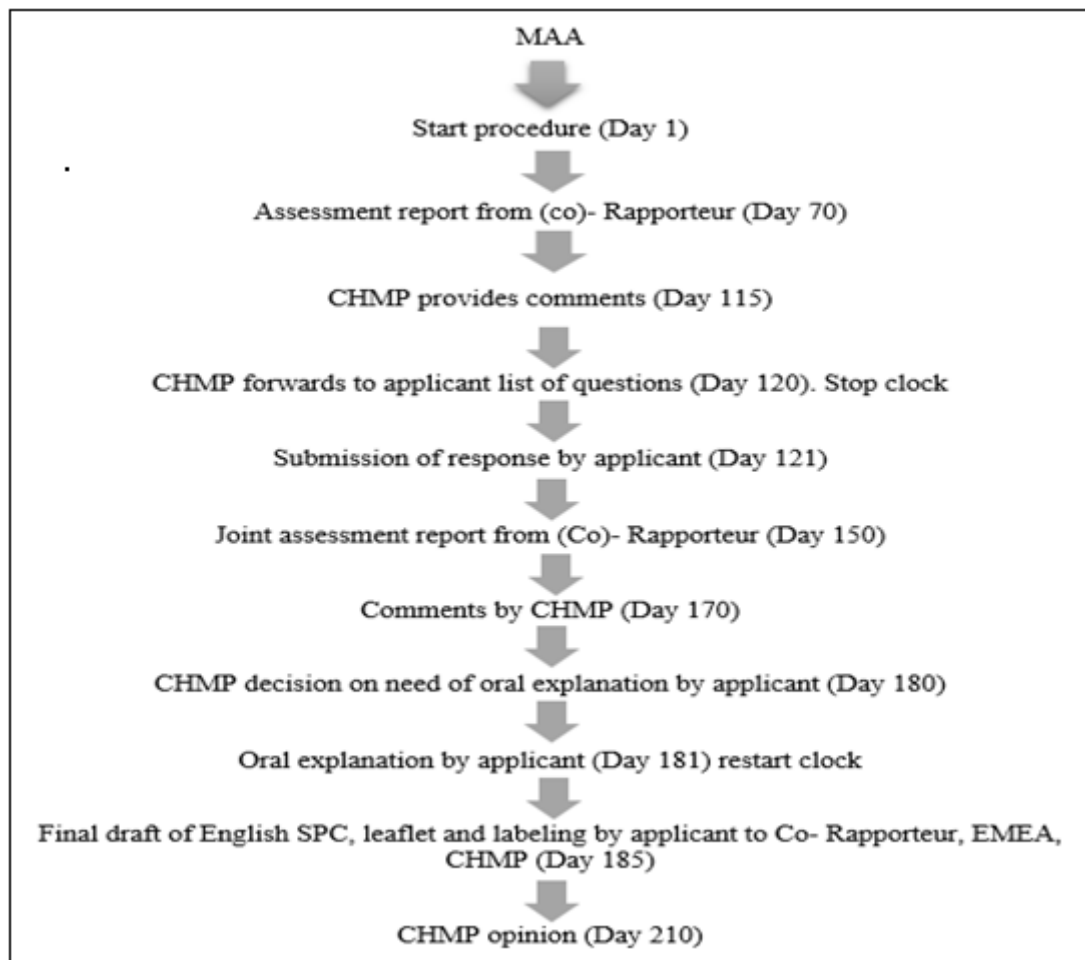 MAA
Start procedure (Day 1)
Assessment report from (co)- Rapporteur (Day 70)
CHMP provides comments (Day 115)
CHMP forwards to applicant list of questions (Day 120). Stop clock
Submission of response by applicant (Day 121)
Joint assessment report from (Co)- Rapporteur (Day 150)
Comments by CHMP (Day 170)
CHMP decision on need of oral explanation by applicant (Day 180)
Oral explanation by applicant (Day 181) restart clock
Final draft of English SPC, leaflet and labeling by applicant to Co- Rapporteur, EMEA,
CHMP (Day 185)
CHMP opinion (Day 210)